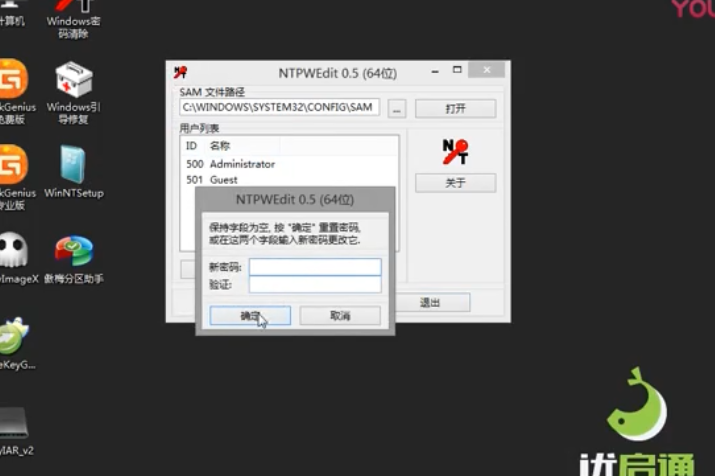 YOU
计算机
Windows密
码清除
NTPWEdit 0.5 (64位)
SAM 文件路径
C:\WINDOWS\SYSTEM32\CONFIG\SAM
...
打开
kGenius
免费版
Windows引
导修复
用户列表
ID 名称
500 Administrator
501 Guest
关于
kGenius
专业版
WinNTSetup
NTPWEdit 0.5 (64位)
保持字段为空, 按 "确定" 重置密码,
或在这两个字段输入新密码更改它.
新密码:
验证:
确定
取消
退出
eImageX
傲梅分区助手
eKeyG...
yIAR_v2
优启通